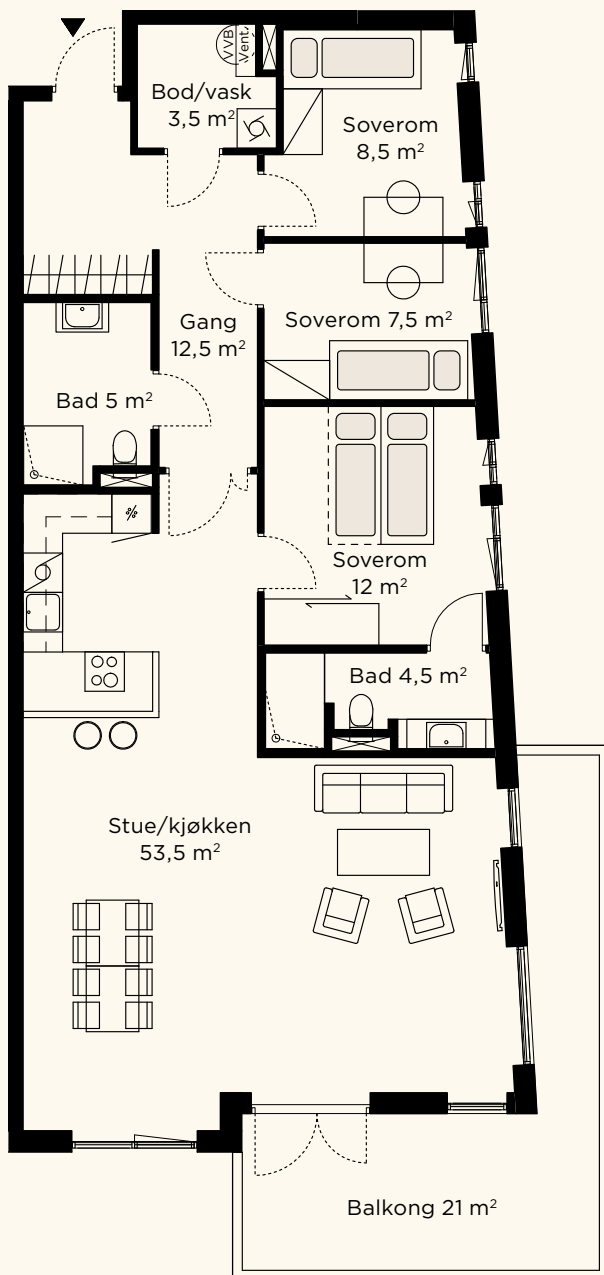 VVB
Vent.
Bod/vask
3,5 m²
Soverom
8,5 m²
Gang
12,5 m²
Soverom 7,5 m²
Bad 5 m²
Soverom
12 m²
Bad 4,5 m²
Stue/kjøkken
53,5 m²
Balkong 21 m²